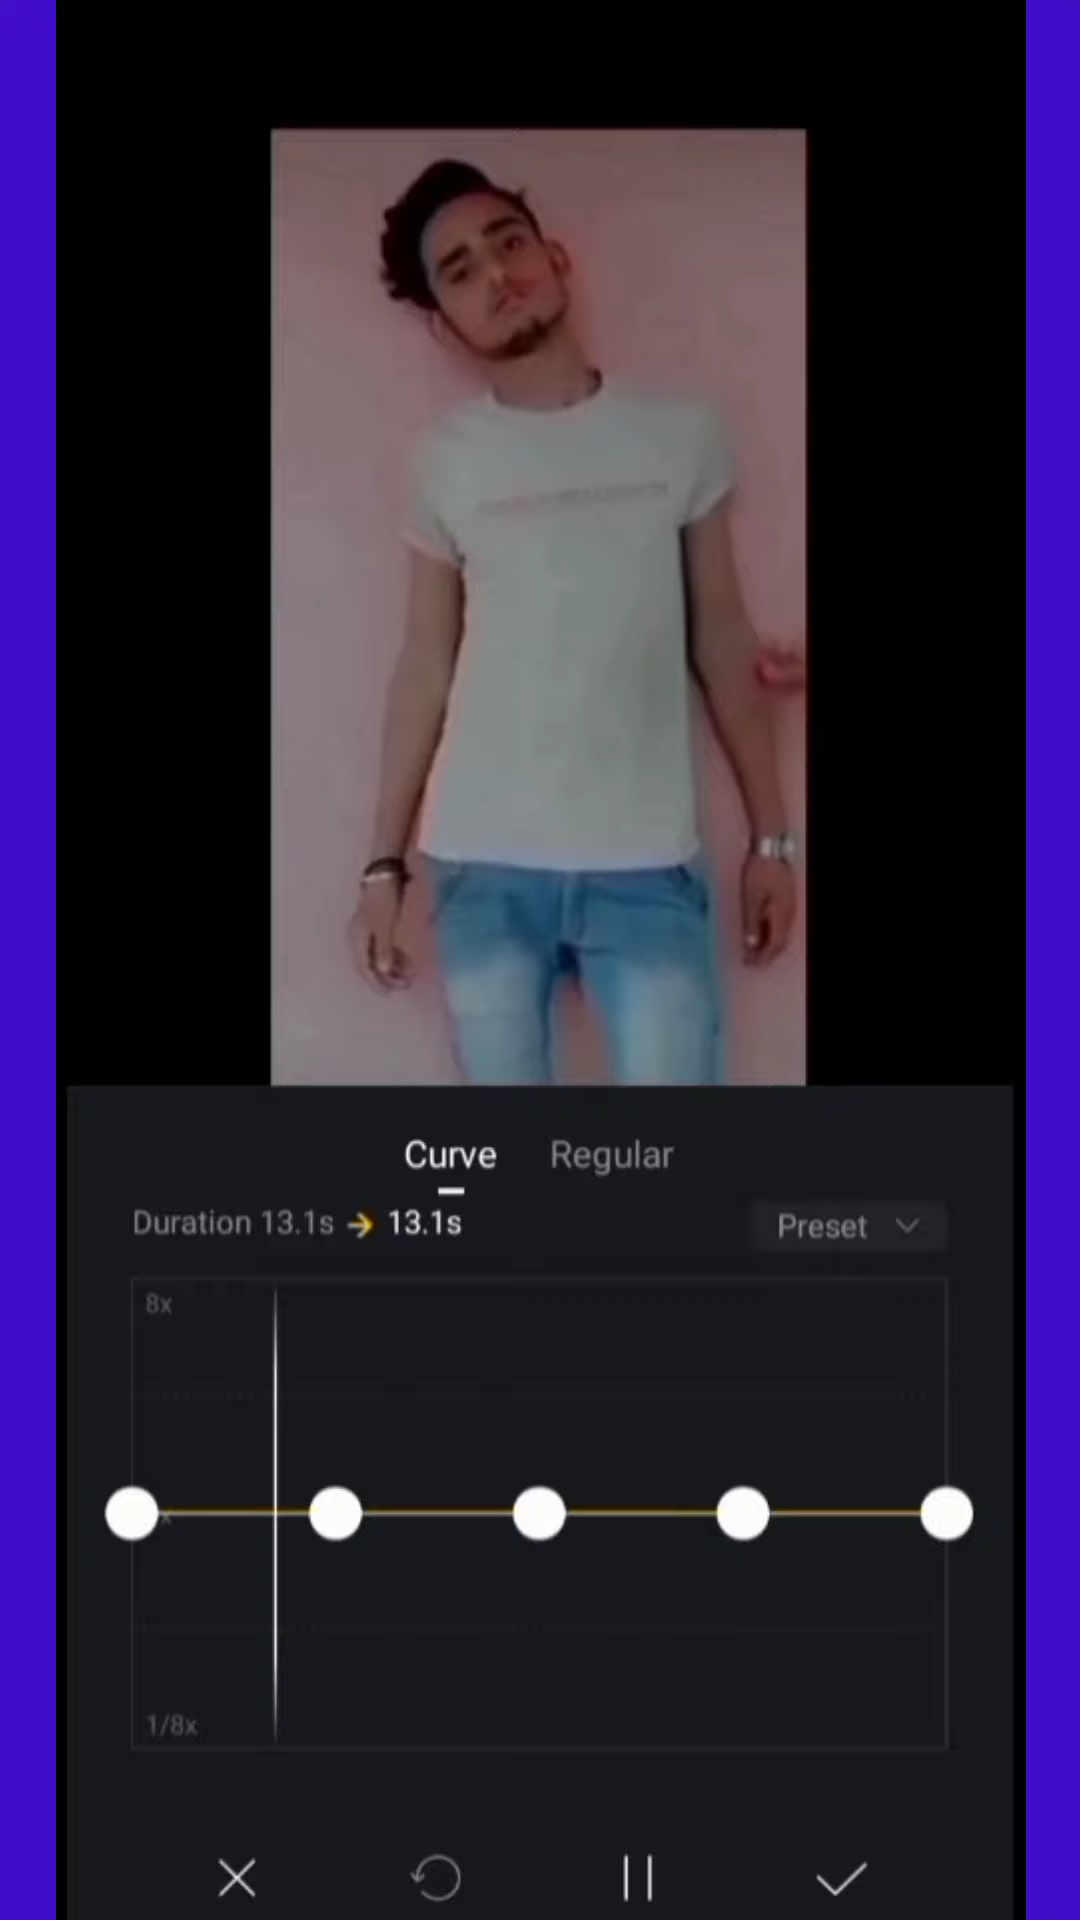 Curve Regular
Duration 13.1s → 13.1s Preset
8x
x
1/8x